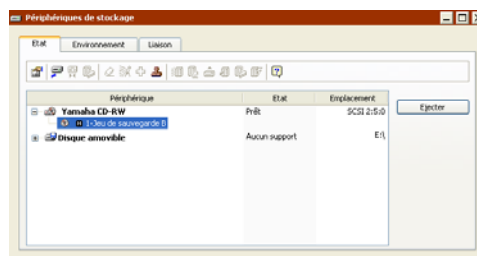 Périphériques de stockage
Etat Environnement Liaison
Périphérique Etat Emplacement
Yamaha CD-RW Prêt SCSI 2:5:0 Ejecter
1-Jeu de sauvegarde B
Disque amovible Aucun support E:\